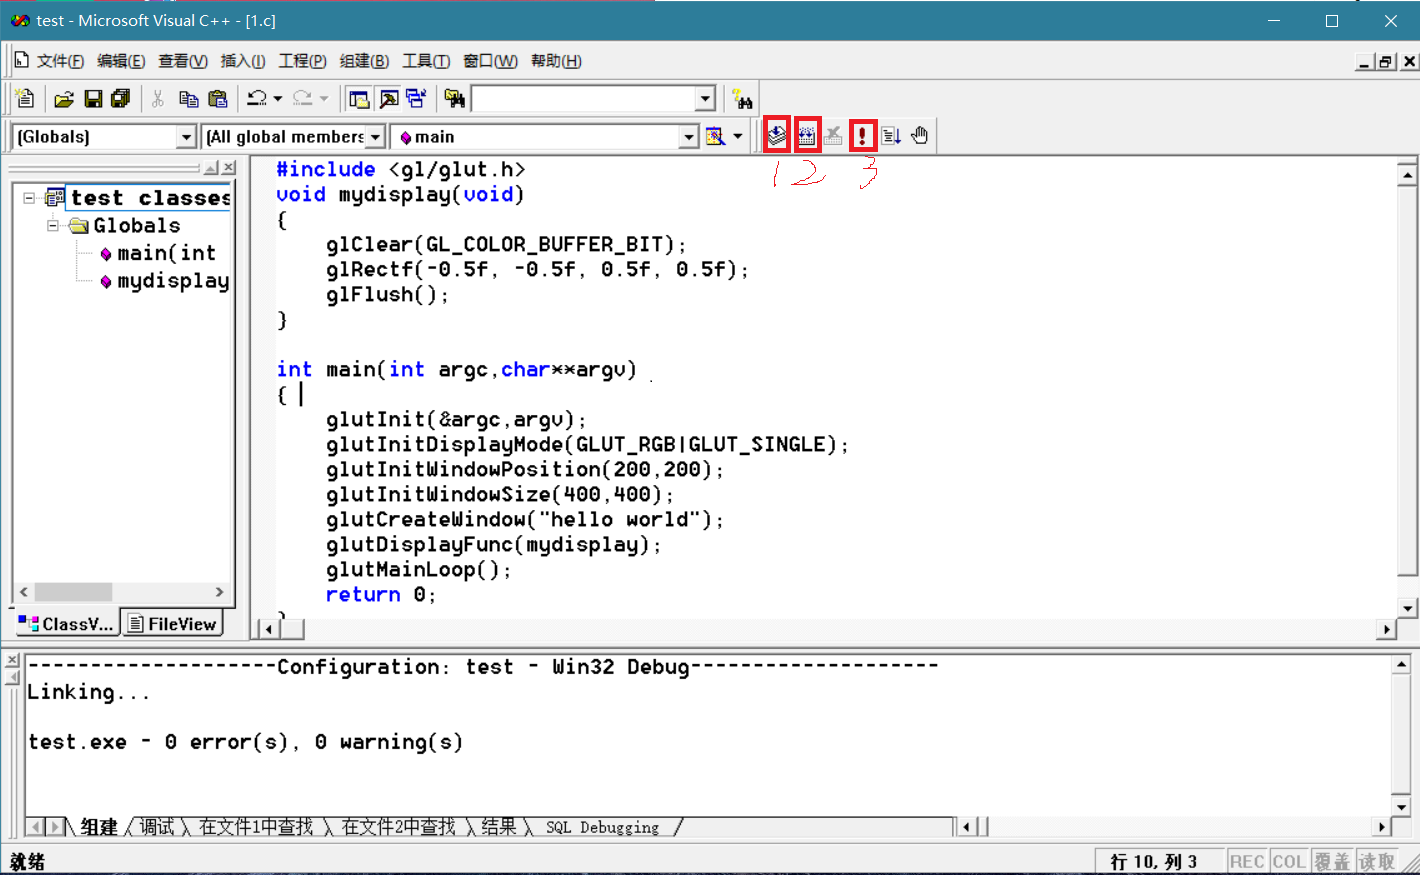 test - Microsoft Visual C++ - [1.c]
文件(F) 编辑(E) 查看(V) 插入(I) 工程(P) 组建(B) 工具(T) 窗口(W) 帮助(H)
(Globals) (All global members main
1 2 3
test classes
Globals
main(int
mydisplay
ClassV... FileView
#include <gl/glut.h>
void mydisplay(void)
{
glClear(GL_COLOR_BUFFER_BIT);
glRectf(-0.5f, -0.5f, 0.5f, 0.5f);
glFlush();
}
int main(int argc,char**argv)
{
glutInit(&argc,argv);
glutInitDisplayMode(GLUT_RGB|GLUT_SINGLE);
glutInitWindowPosition(200,200);
glutInitWindowSize(400,400);
glutCreateWindow("hello world");
glutDisplayFunc(mydisplay);
glutMainLoop();
return 0;
}
--------------------Configuration: test - Win32 Debug--------------------
Linking...
test.exe - 0 error(s), 0 warning(s)
组建 调试 在文件1中查找 在文件2中查找 结果 SQL Debugging
就绪 行 10, 列 3 REC COL 覆盖 读取